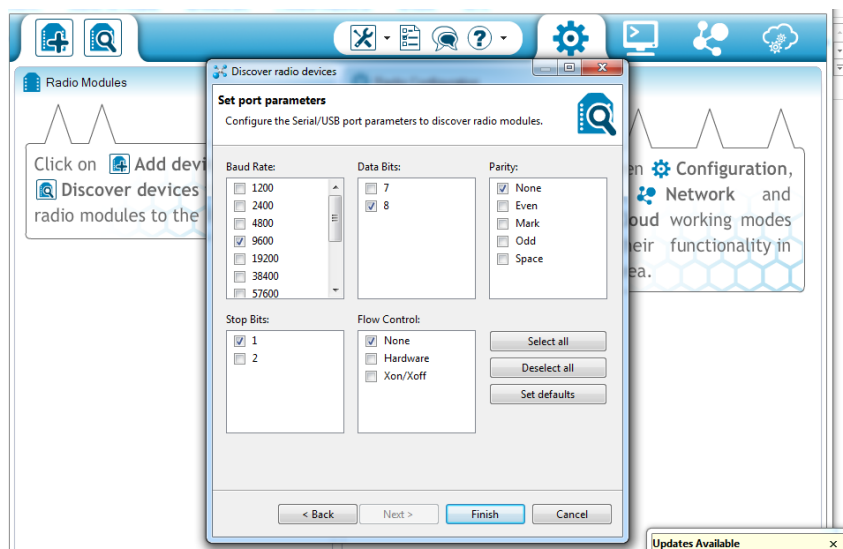 Discover radio devices
Radio Modules
Set port parameters
Configure the Serial/USB port parameters to discover radio modules.
Click on Add devi
Discover devices
radio modules to the
en Configuration,
Network and
oud working modes
eir functionality in
ea.
Baud Rate:
1200
2400
4800
9600
19200
38400
57600
Data Bits:
7
8
Parity:
None
Even
Mark
Odd
Space
Stop Bits:
1
2
Flow Control:
None
Hardware
Xon/Xoff
Select all
Deselect all
Set defaults
< Back
Next >
Finish
Cancel
Updates Available